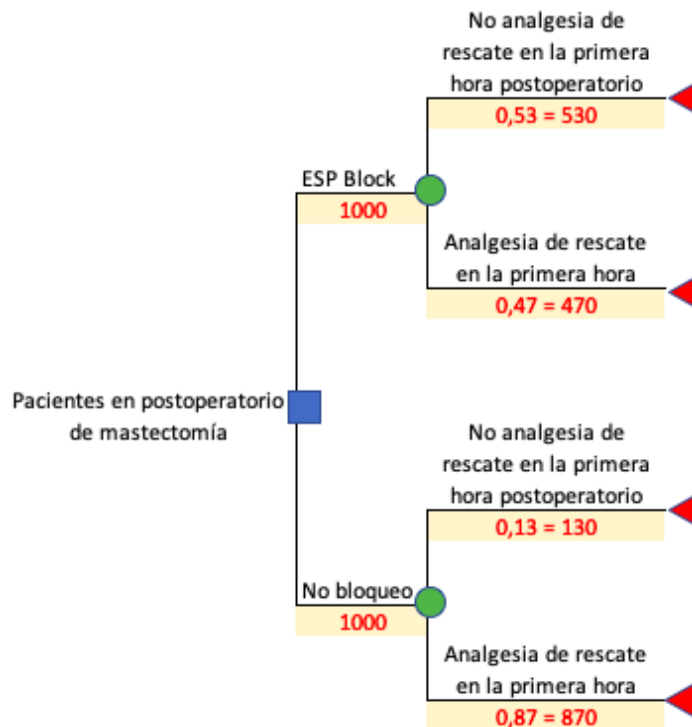 No analgesia de
rescate en la primera
hora postoperatorio
0,53 = 530
ESP Block
1000
Analgesia de rescate
en la primera hora
0,47 = 470
Pacientes en postoperatorio
de mastectomía
No analgesia de
rescate en la primera
hora postoperatorio
0,13 = 130
No bloqueo
1000
Analgesia de rescate
en la primera hora
0,87 = 870